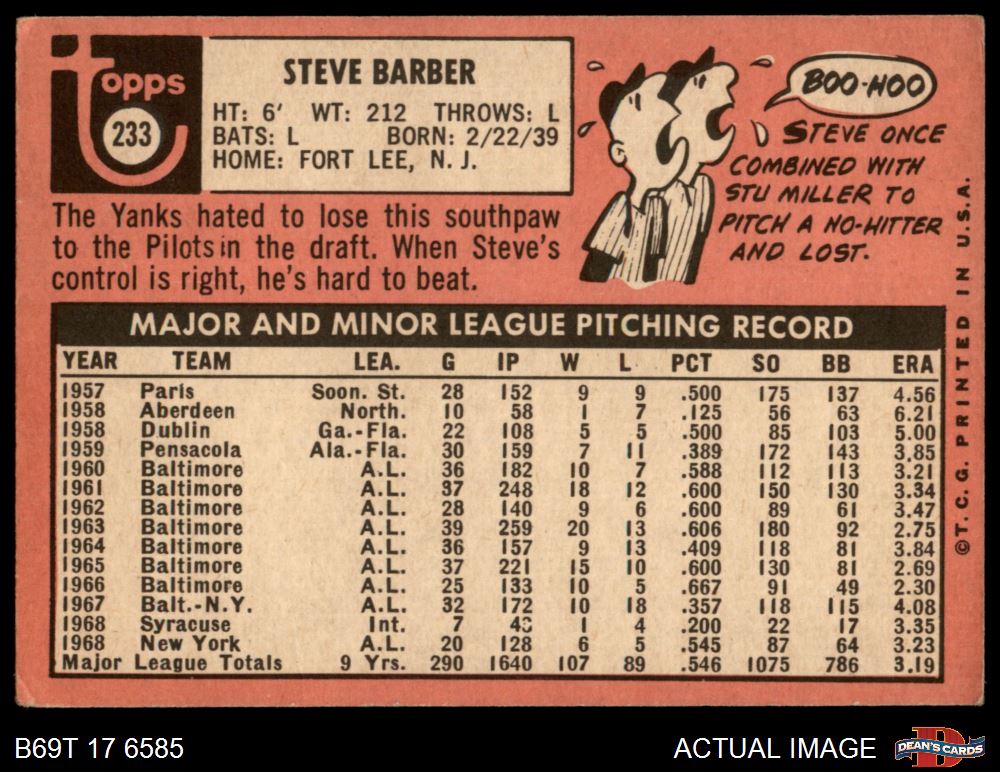 Topps
233
STEVE BARBER
HT: 6' WT: 212 THROWS: L
BATS: L BORN: 2/22/39
HOME: FORT LEE, N. J.
The Yanks hated to lose this southpaw
to the Pilots in the draft. When Steve's
control is right, he's hard to beat.
BOO-HOO
STEVE ONCE
COMBINED WITH
STU MILLER TO
PITCH A NO-HITTER
AND LOST.
MAJOR AND MINOR LEAGUE PITCHING RECORD
YEAR TEAM LEA. G IP W L PCT SO BB ERA
1957 Paris Soon. St. 28 152 9 9 .500 175 137 4.56
1958 Aberdeen North. 10 58 1 7 .125 56 63 6.21
1958 Dublin Ga.-Fla. 22 108 5 5 .500 85 103 5.00
1959 Pensacola Ala.-Fla. 30 159 7 11 .389 172 143 3.85
1960 Baltimore A.L. 36 182 10 7 .588 112 113 3.21
1961 Baltimore A.L. 37 248 18 12 .600 150 130 3.34
1962 Baltimore A.L. 28 140 9 6 .600 89 61 3.47
1963 Baltimore A.L. 39 259 20 13 .606 180 92 2.75
1964 Baltimore A.L. 36 157 9 13 .409 118 81 3.84
1965 Baltimore A.L. 37 221 15 10 .600 130 81 2.69
1966 Baltimore A.L. 25 133 10 5 .667 91 49 2.30
1967 Balt.-N.Y. A.L. 32 172 10 18 .357 118 115 4.08
1968 Syracuse Int. 7 1 4 .200 22 17 3.35
1968 New York A.L. 20 128 6 5 .545 87 64 3.23
Major League Totals 9 Yrs. 290 1640 107 89 .546 1075 786 3.19
©T. C. G. PRINTED IN U.S.A.
B69T 17 6585
ACTUAL IMAGE
DEAN'S CARDS